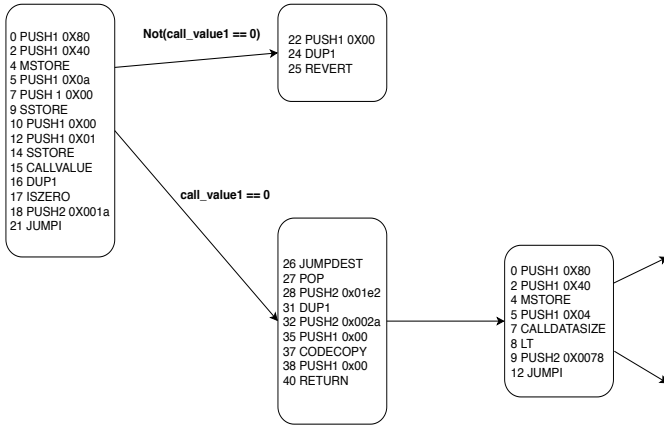 0 PUSH1 0X80
2 PUSH1 0X40
4 MSTORE
5 PUSH1 0X0a
7 PUSH 1 0X00
9 SSTORE
10 PUSH1 0X00
12 PUSH1 0X01
14 SSTORE
15 CALLVALUE
16 DUP1
17 ISZERO
18 PUSH2 0X001a
21 JUMPI
Not(call_value1 == 0)
22 PUSH1 0X00
24 DUP1
25 REVERT
call_value1 == 0
26 JUMPDEST
27 POP
28 PUSH2 0x01e2
31 DUP1
32 PUSH2 0x002a
35 PUSH1 0x00
37 CODECOPY
38 PUSH1 0x00
40 RETURN
0 PUSH1 0X80
2 PUSH1 0X40
4 MSTORE
5 PUSH1 0X04
7 CALLDATASIZE
8 LT
9 PUSH2 0X0078
12 JUMPI